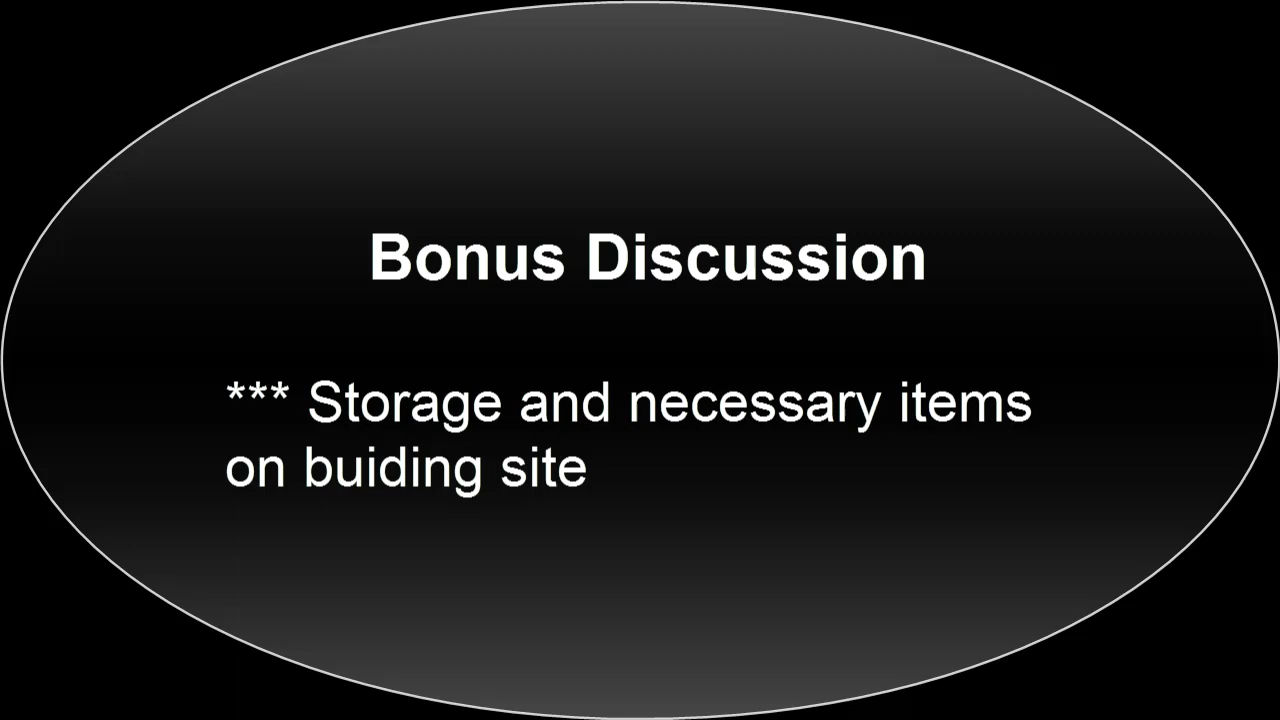 Bonus Discussion
*** Storage and necessary items
on buiding site